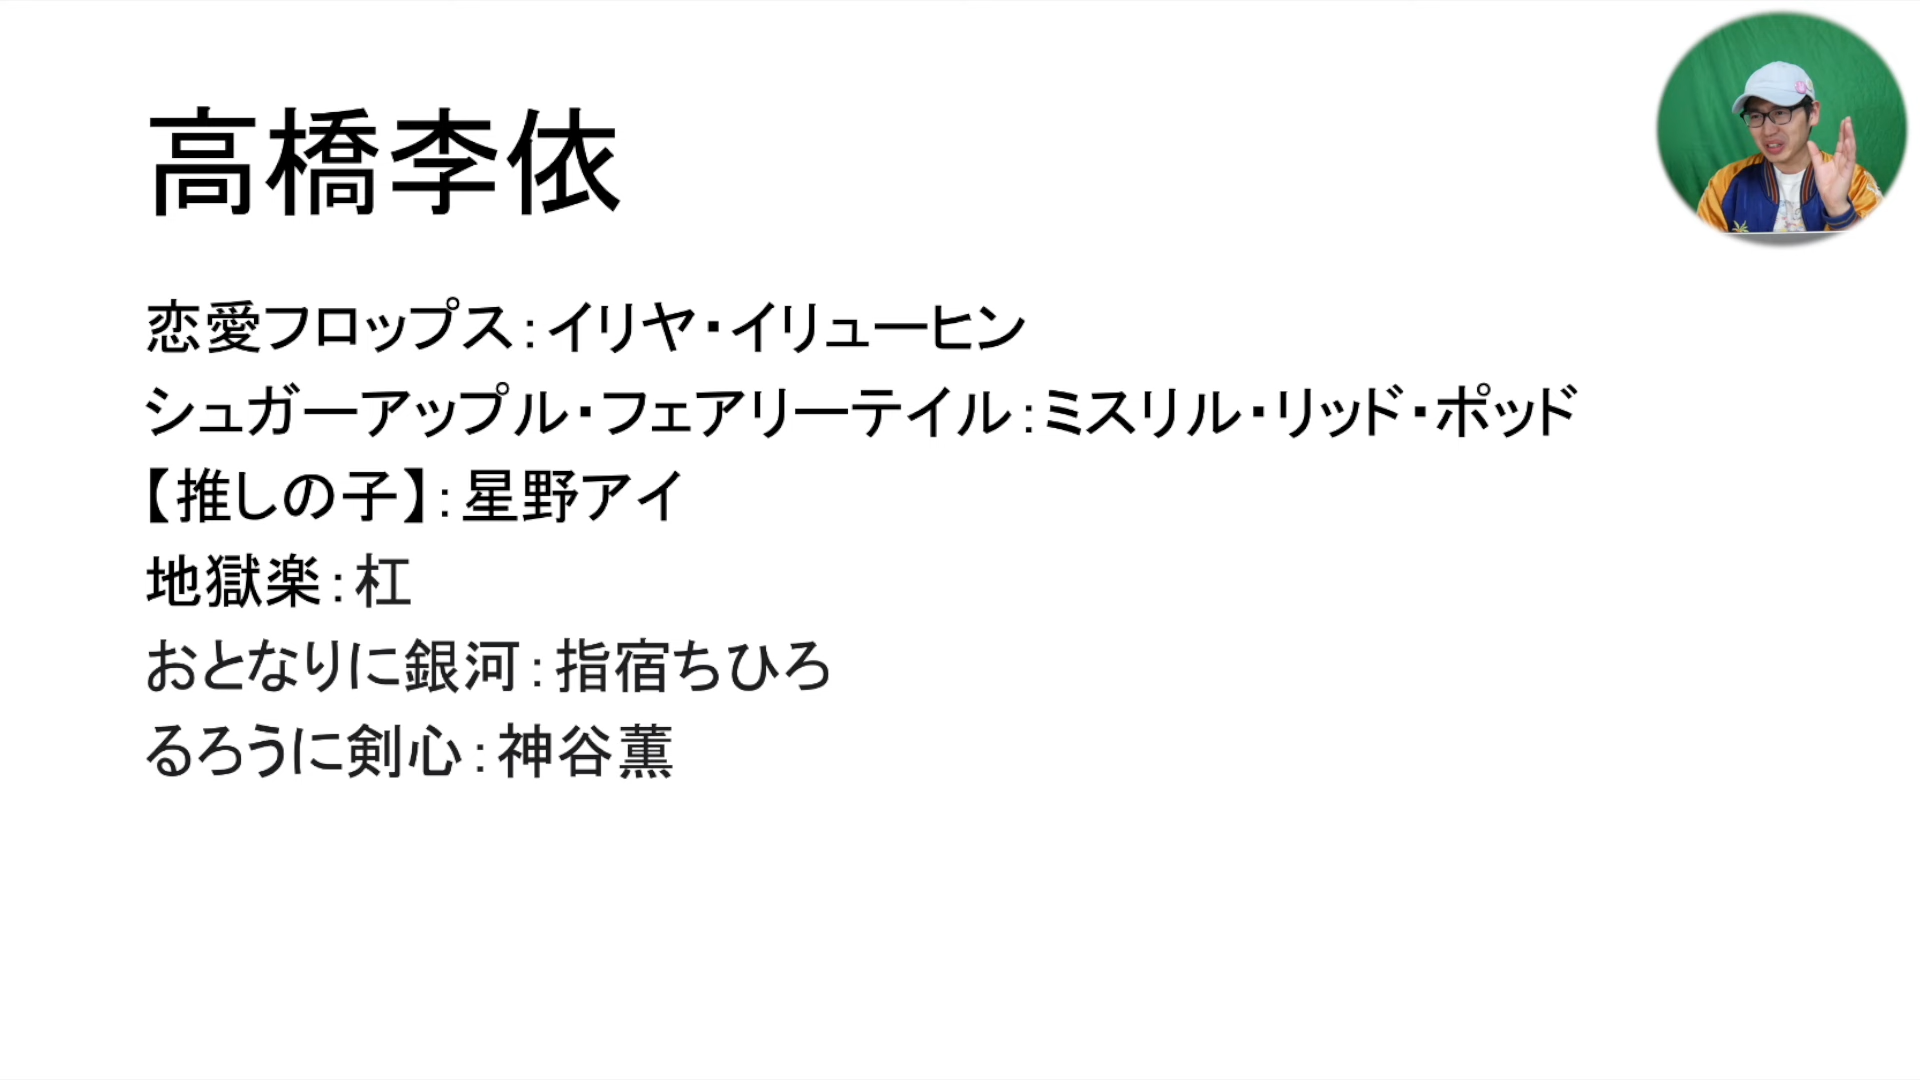 高橋李依
恋愛フロップス：イリヤ・イリューヒン
シュガーアップル・フェアリーテイル：ミスリル・リッド・ポッド
【推しの子】：星野アイ
地獄楽：杠
おとなりに銀河：指宿ちひろ
るろうに剣心：神谷薫